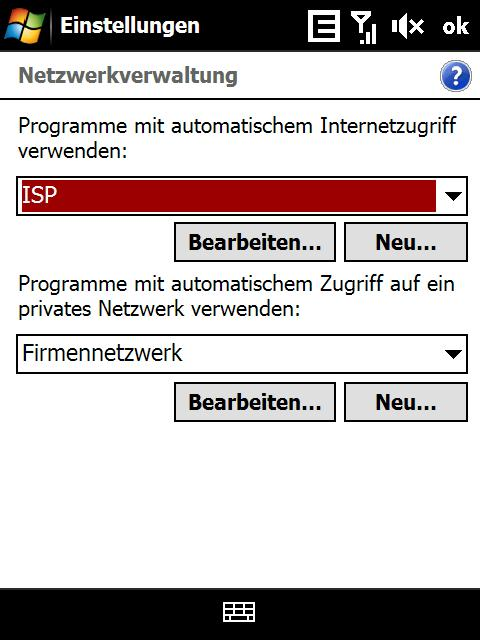 Einstellungen
E
ok
Netzwerkverwaltung
?
Programme mit automatischem Internetzugriff
verwenden:
ISP
Bearbeiten...
Neu...
Programme mit automatischem Zugriff auf ein
privates Netzwerk verwenden:
Firmennetzwerk
Bearbeiten...
Neu...